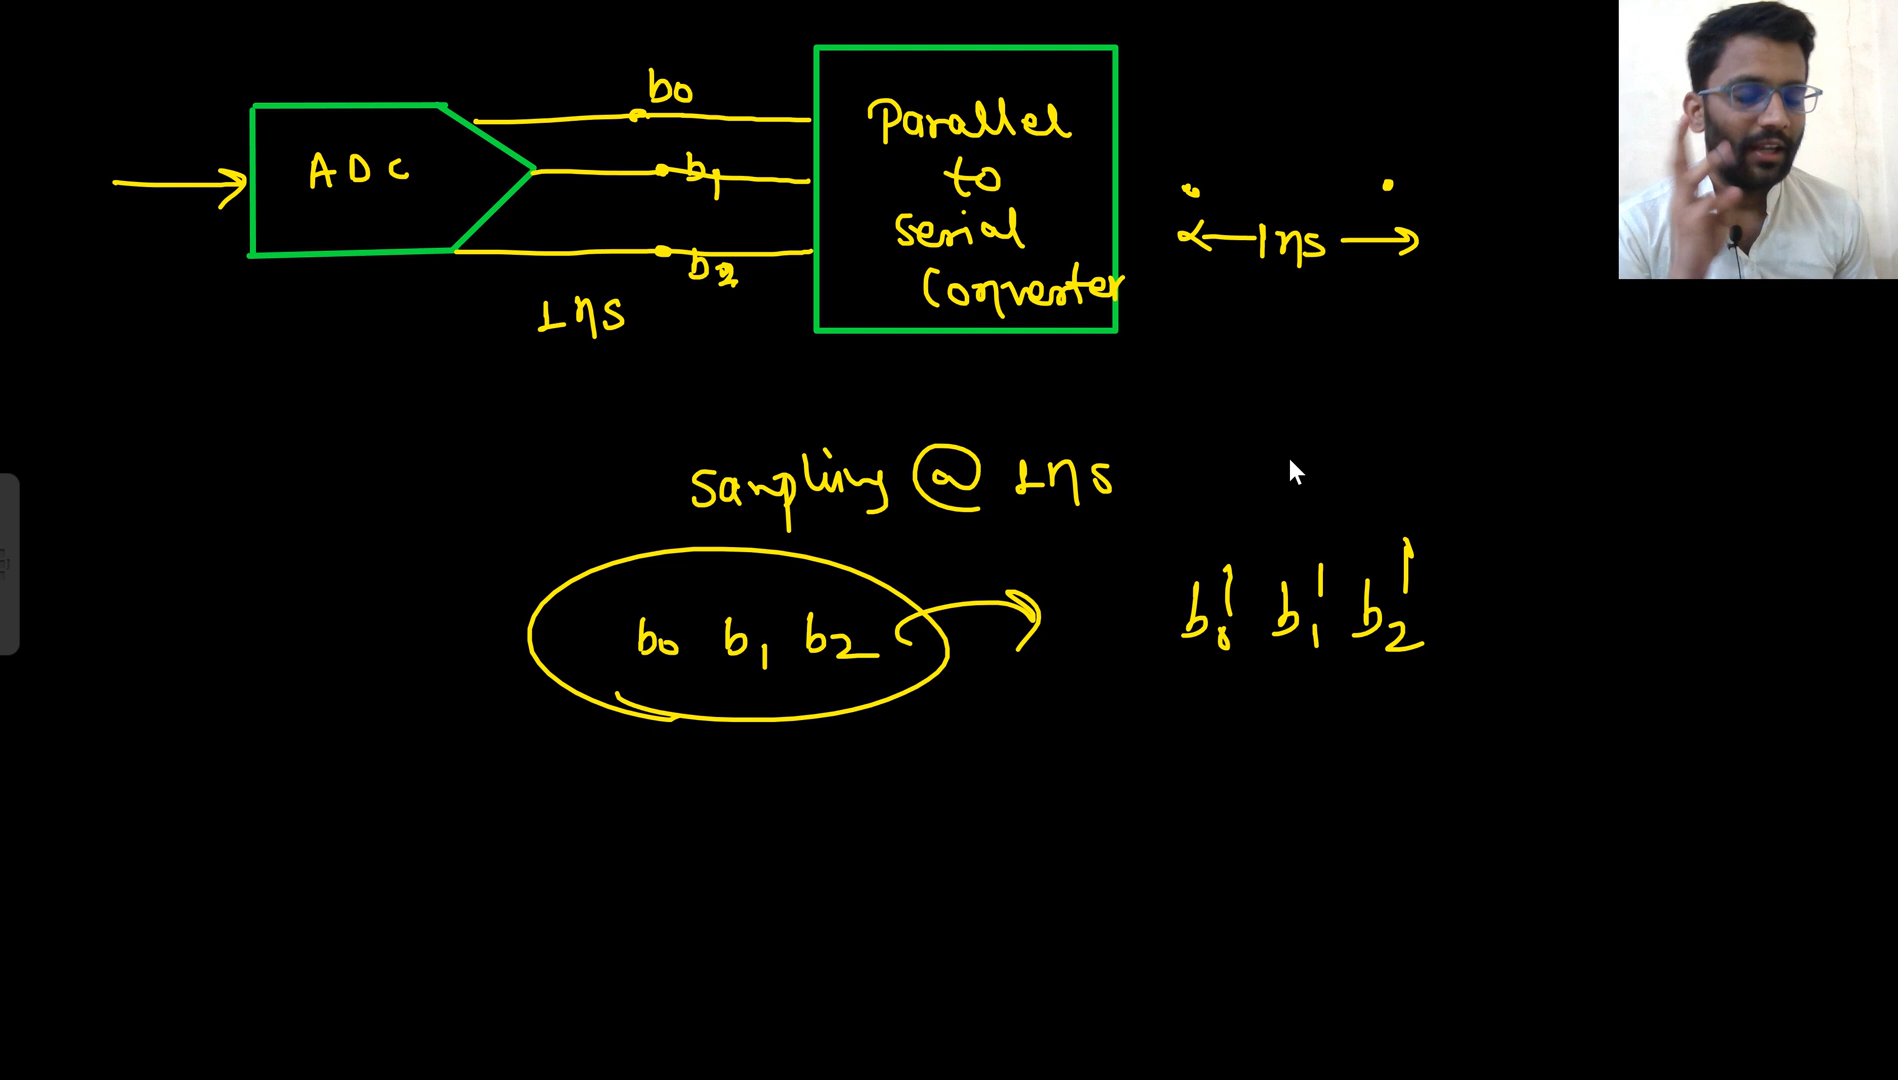 b0
ADC
b1
b2
1ns
Parallel
to
serial
Converter
1ns
Sampling @ 1ns
b0 b1 b2
b0' b1' b2'